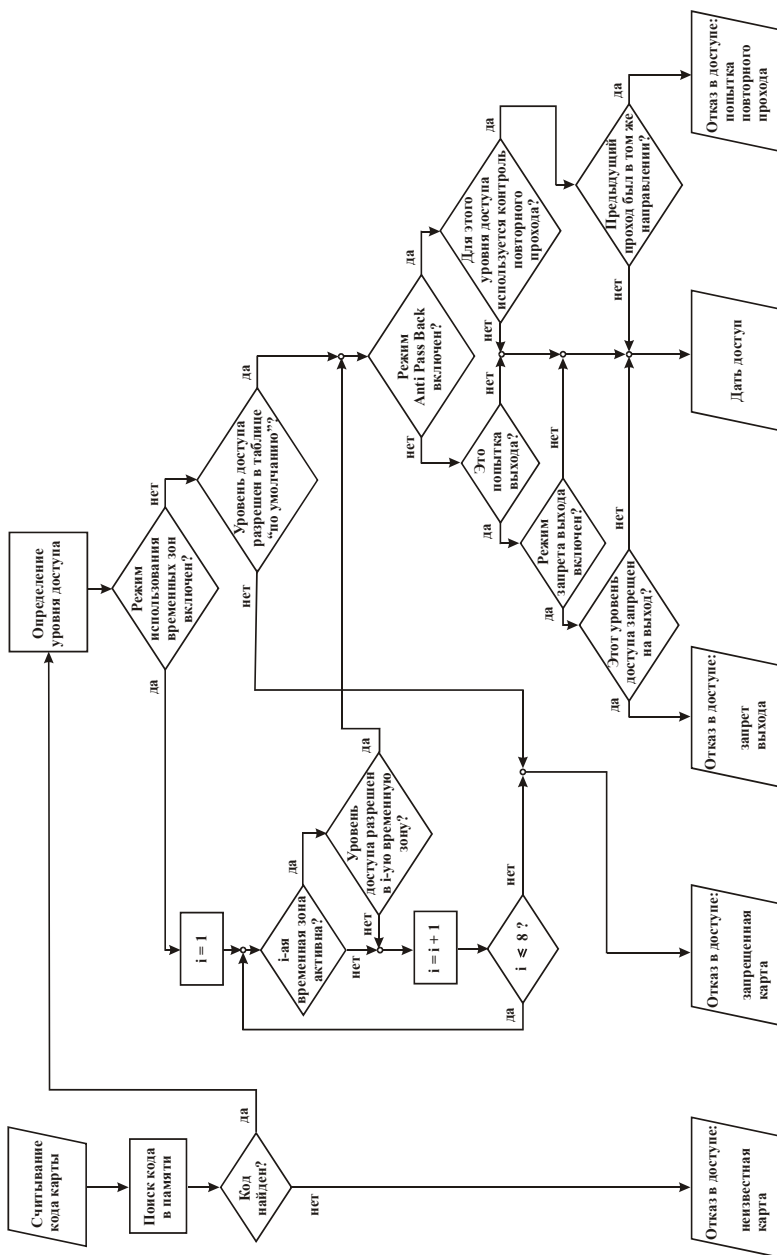 Считывание
кода карты
Поиск кода
в памяти
Код
найден?
да
нет
Отказ в доступе:
неизвестная
карта
Определение
уровня доступа
Режим
использования
временных зон
включен?
да
нет
i = 1
i-ая
временная зона
активна?
да
нет
Уровень
доступа разрешен
в i-ую временную
зону?
да
нет
i = i + 1
i ⩽ 8 ?
да
нет
Отказ в доступе:
запрещенная
карта
Уровень доступа
разрешен в таблице
“по умолчанию”?
нет
да
Режим
Anti Pass Back
включен?
нет
да
Это
попытка
выхода?
да
нет
Режим
запрета выхода
включен?
да
нет
Этот уровень
доступа запрещен
на выход?
да
нет
Отказ в доступе:
запрет
выхода
Для этого
уровня доступа
используется контроль
повторного
прохода?
нет
да
Предыдущий
проход был в том же
направлении?
нет
да
Дать доступ
Отказ в доступе:
попытка
повторного
прохода